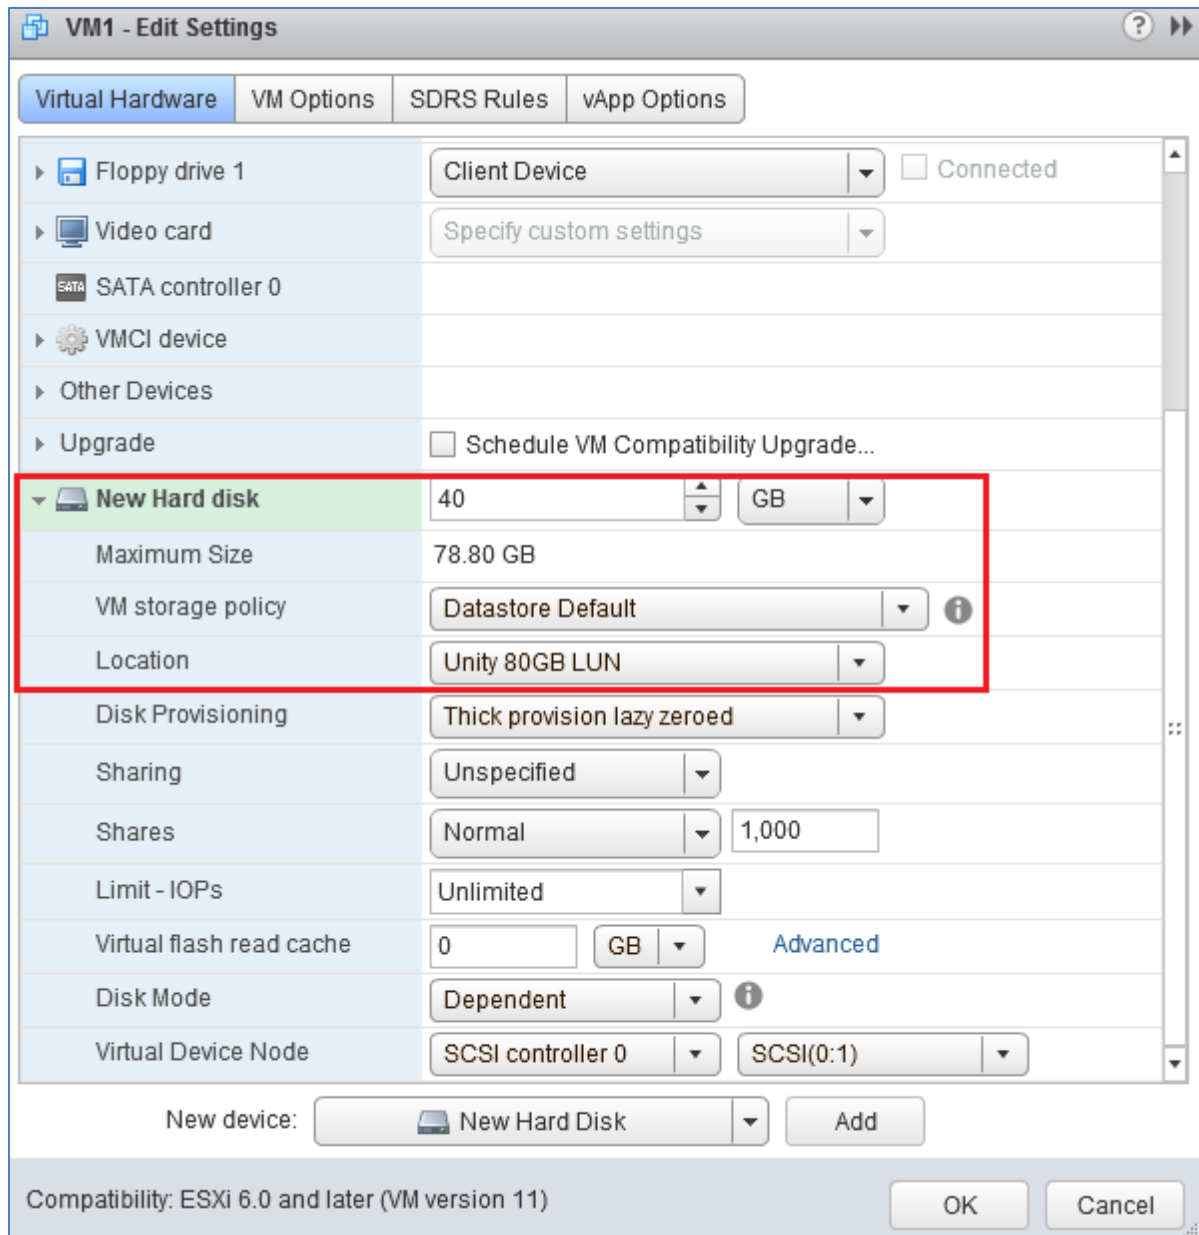 VM1 - Edit Settings ?
Virtual Hardware VM Options SDRS Rules vApp Options
Floppy drive 1 Client Device Connected
Video card Specify custom settings
SATA SATA controller 0
VMCI device
Other Devices
Upgrade Schedule VM Compatibility Upgrade...
New Hard disk 40 GB
Maximum Size 78.80 GB
VM storage policy Datastore Default
Location Unity 80GB LUN
Disk Provisioning Thick provision lazy zeroed
Sharing Unspecified
Shares Normal 1,000
Limit - IOPs Unlimited
Virtual flash read cache 0 GB Advanced
Disk Mode Dependent
Virtual Device Node SCSI controller 0 SCSI(0:1)
New device: New Hard Disk Add
Compatibility: ESXi 6.0 and later (VM version 11) OK Cancel